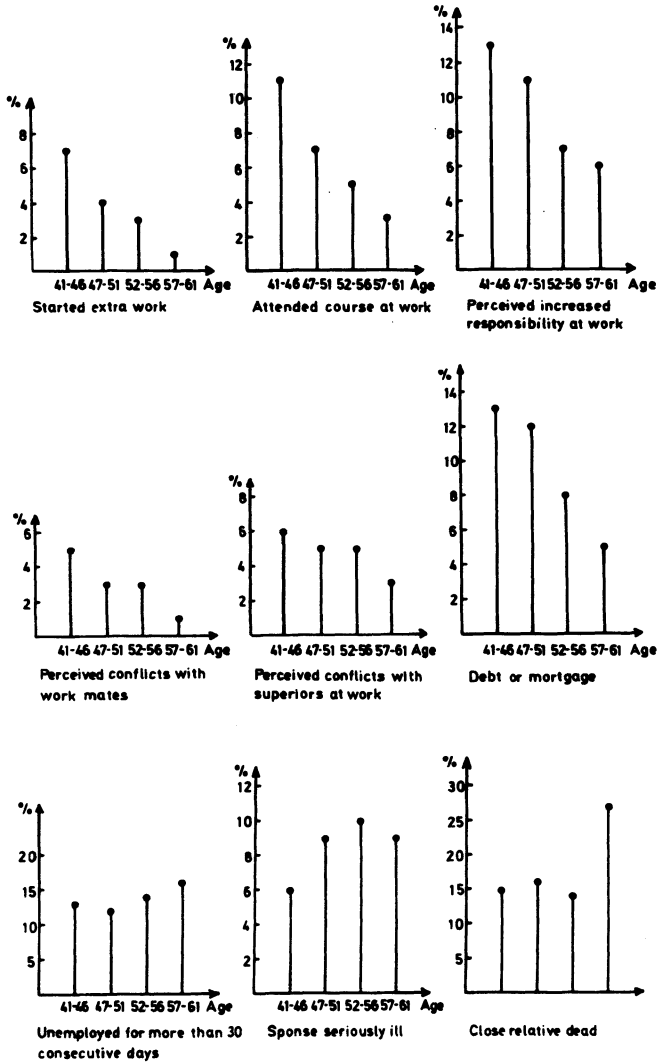 %
8
6
4
2
41-46 47-51 52-56 57-61 Age
Started extra work
%
12
10
8
6
4
2
41-46 47-51 52-56 57-61 Age
Attended course at work
%
14
12
10
8
6
4
2
41-46 47-51 52-56 57-61 Age
Perceived increased
responsibility at work
%
6
4
2
41-46 47-51 52-56 57-61 Age
Perceived conflicts with
work mates
%
8
6
4
2
41-46 47-51 52-56 57-61 Age
Perceived conflicts with
superiors at work
%
14
12
10
8
6
4
2
41-46 47-51 52-56 57-61 Age
Debt or mortgage
%
20
15
10
5
41-46 47-51 52-56 57-61 Age
Unemployed for more than 30
consecutive days
%
12
10
8
6
4
2
41-46 47-51 52-56 57-61 Age
Sponse seriously ill
%
30
25
20
15
10
5
Close relative dead